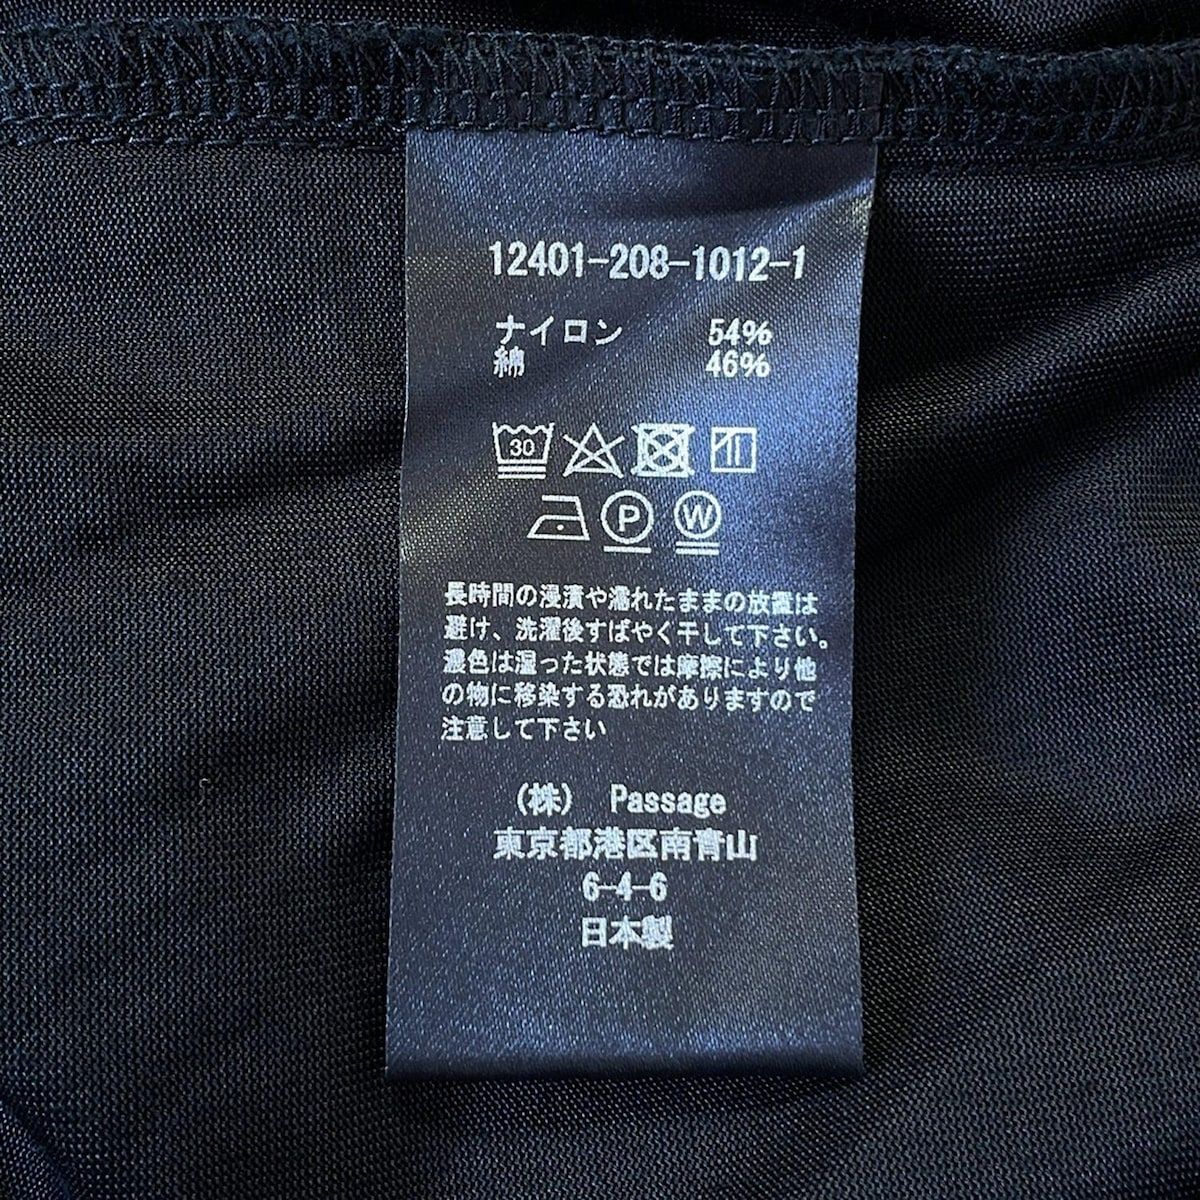 12401-208-1012-1
ナイロン 54%
綿 46%
30
P W
長時間の浸漬や濡れたままの放置は
避け、洗濯後すばやく干して下さい。
濃色は湿った状態では摩擦により他
の物に移染する恐れがありますので
注意して下さい
(株) Passage
東京都港区南青山
6-4-6
日本製